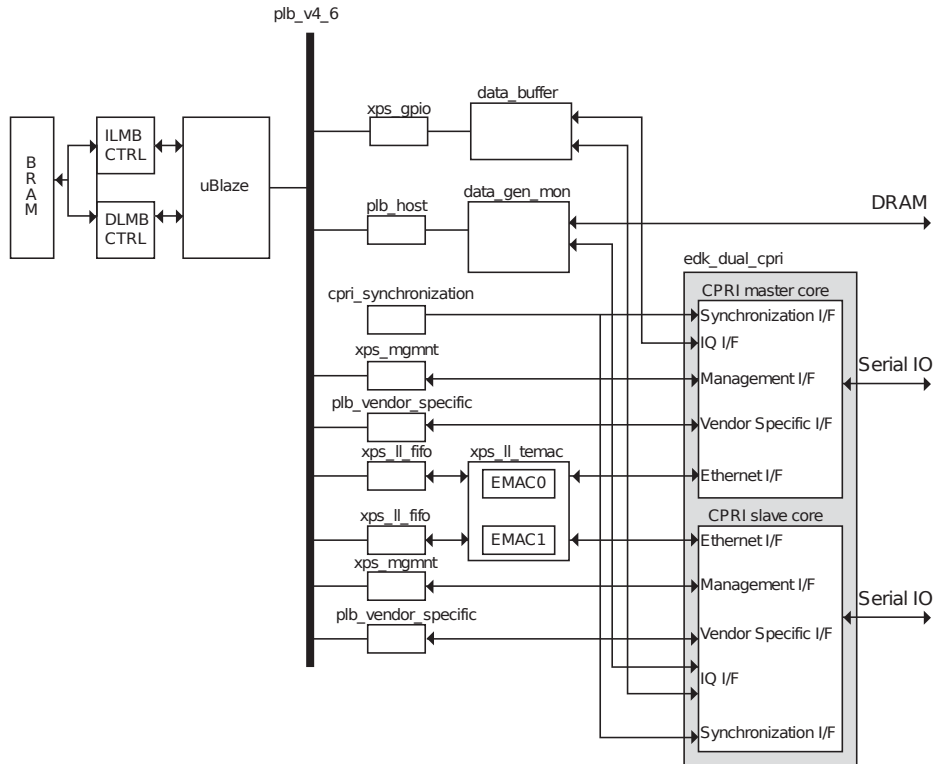 plb_v4_6
data_buffer
xps_gpio
BRAM
ILMB
CTRL
uBlaze
DLMB
CTRL
data_gen_mon
plb_host
DRAM
edk_dual_cpri
cpri_synchronization
CPRI master core
Synchronization I/F
IQ I/F
xps_mgmnt
Management I/F
Serial IO
plb_vendor_specific
Vendor Specific I/F
xps_ll_fifo
xps_ll_temac
EMAC0
Ethernet I/F
CPRI slave core
xps_ll_fifo
EMAC1
Ethernet I/F
xps_mgmnt
Management I/F
Serial IO
plb_vendor_specific
Vendor Specific I/F
IQ I/F
Synchronization I/F